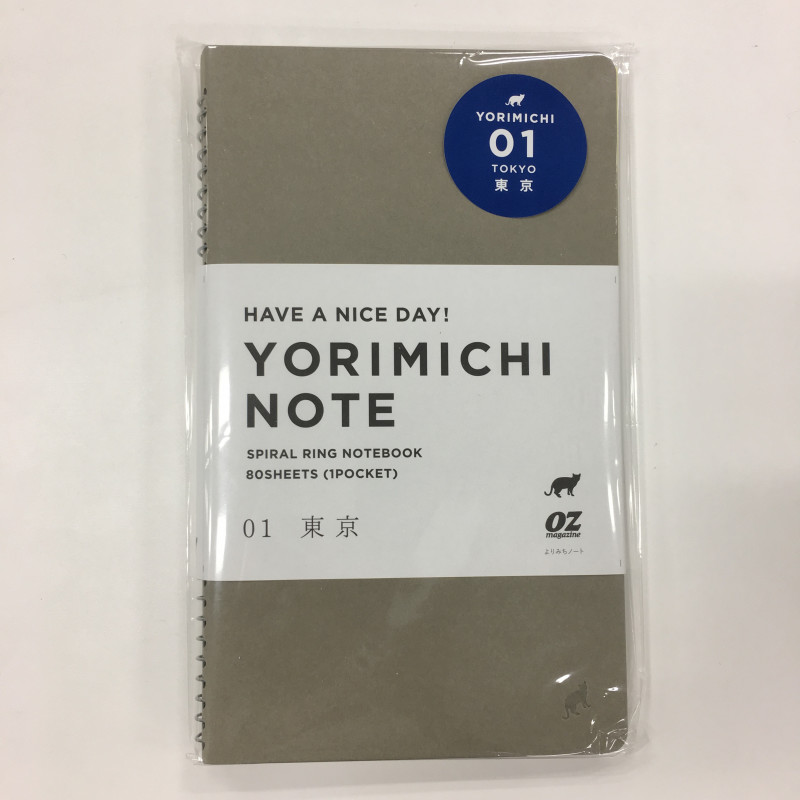 YORIMICHI
01
TOKYO
東京
HAVE A NICE DAY!
YORIMICHI
NOTE
SPIRAL RING NOTEBOOK
80SHEETS (1POCKET)
01 東京
OZ
magazine
よりみちノート